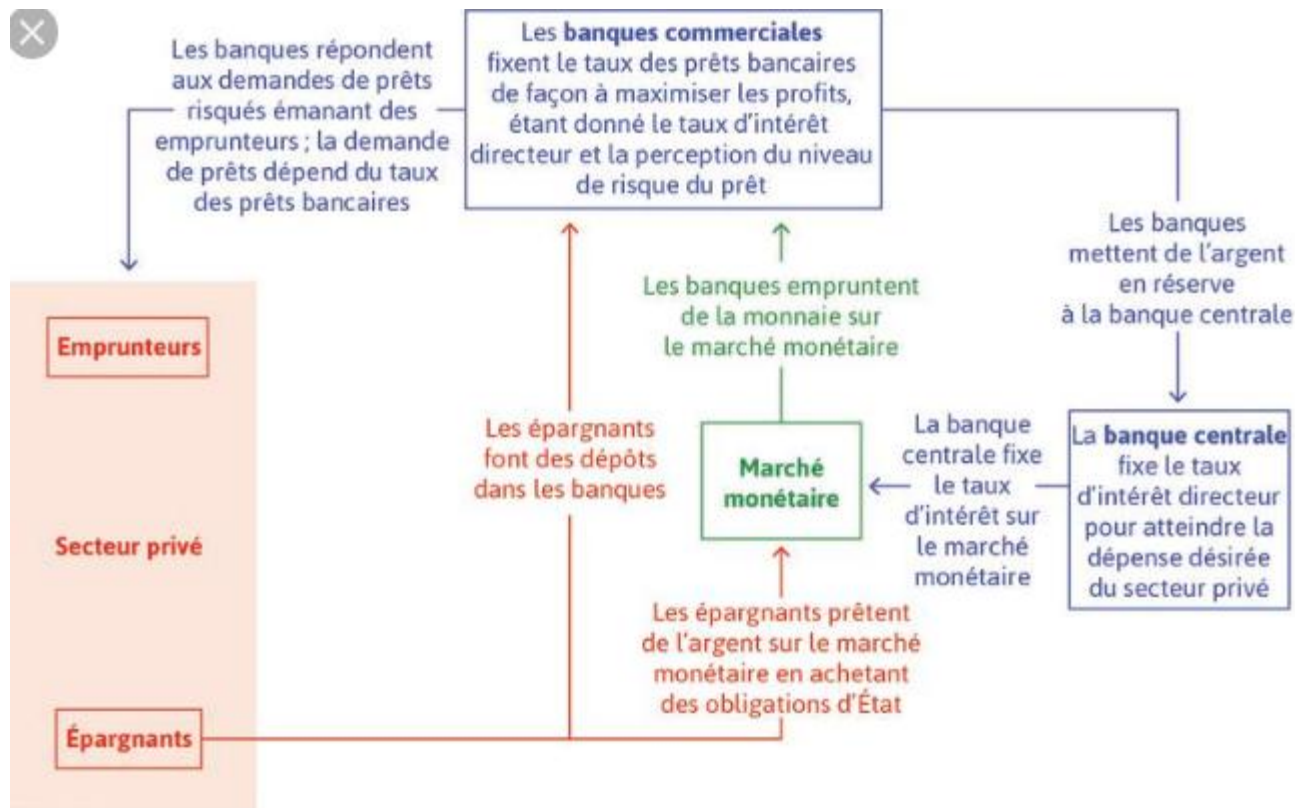 Les banques répondent
aux demandes de prêts
risqués émanant des
emprunteurs ; la demande
de prêts dépend du taux
des prêts bancaires
Les banques commerciales
fixent le taux des prêts bancaires
de façon à maximiser les profits,
étant donné le taux d'intérêt
directeur et la perception du niveau
de risque du prêt
Les banques
mettent de l'argent
en réserve
à la banque centrale
Les banques empruntent
de la monnaie sur
le marché monétaire
Emprunteurs
Les épargnants
font des dépôts
dans les banques
Marché
monétaire
La banque
centrale fixe
le taux
d'intérêt sur
le marché
monétaire
La banque centrale
fixe le taux
d'intérêt directeur
pour atteindre la
dépense désirée
du secteur privé
Secteur privé
Les épargnants prêtent
de l'argent sur le marché
monétaire en achetant
des obligations d'État
Épargnants